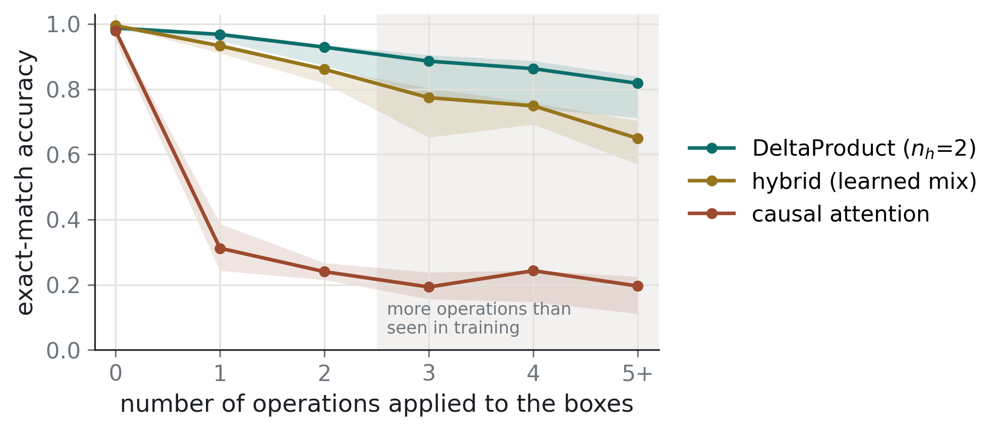 exact-match accuracy
1.0
0.8
0.6
0.4
0.2
0.0
more operations than
seen in training
0 1 2 3 4 5+
number of operations applied to the boxes
DeltaProduct (nₕ=2)
hybrid (learned mix)
causal attention